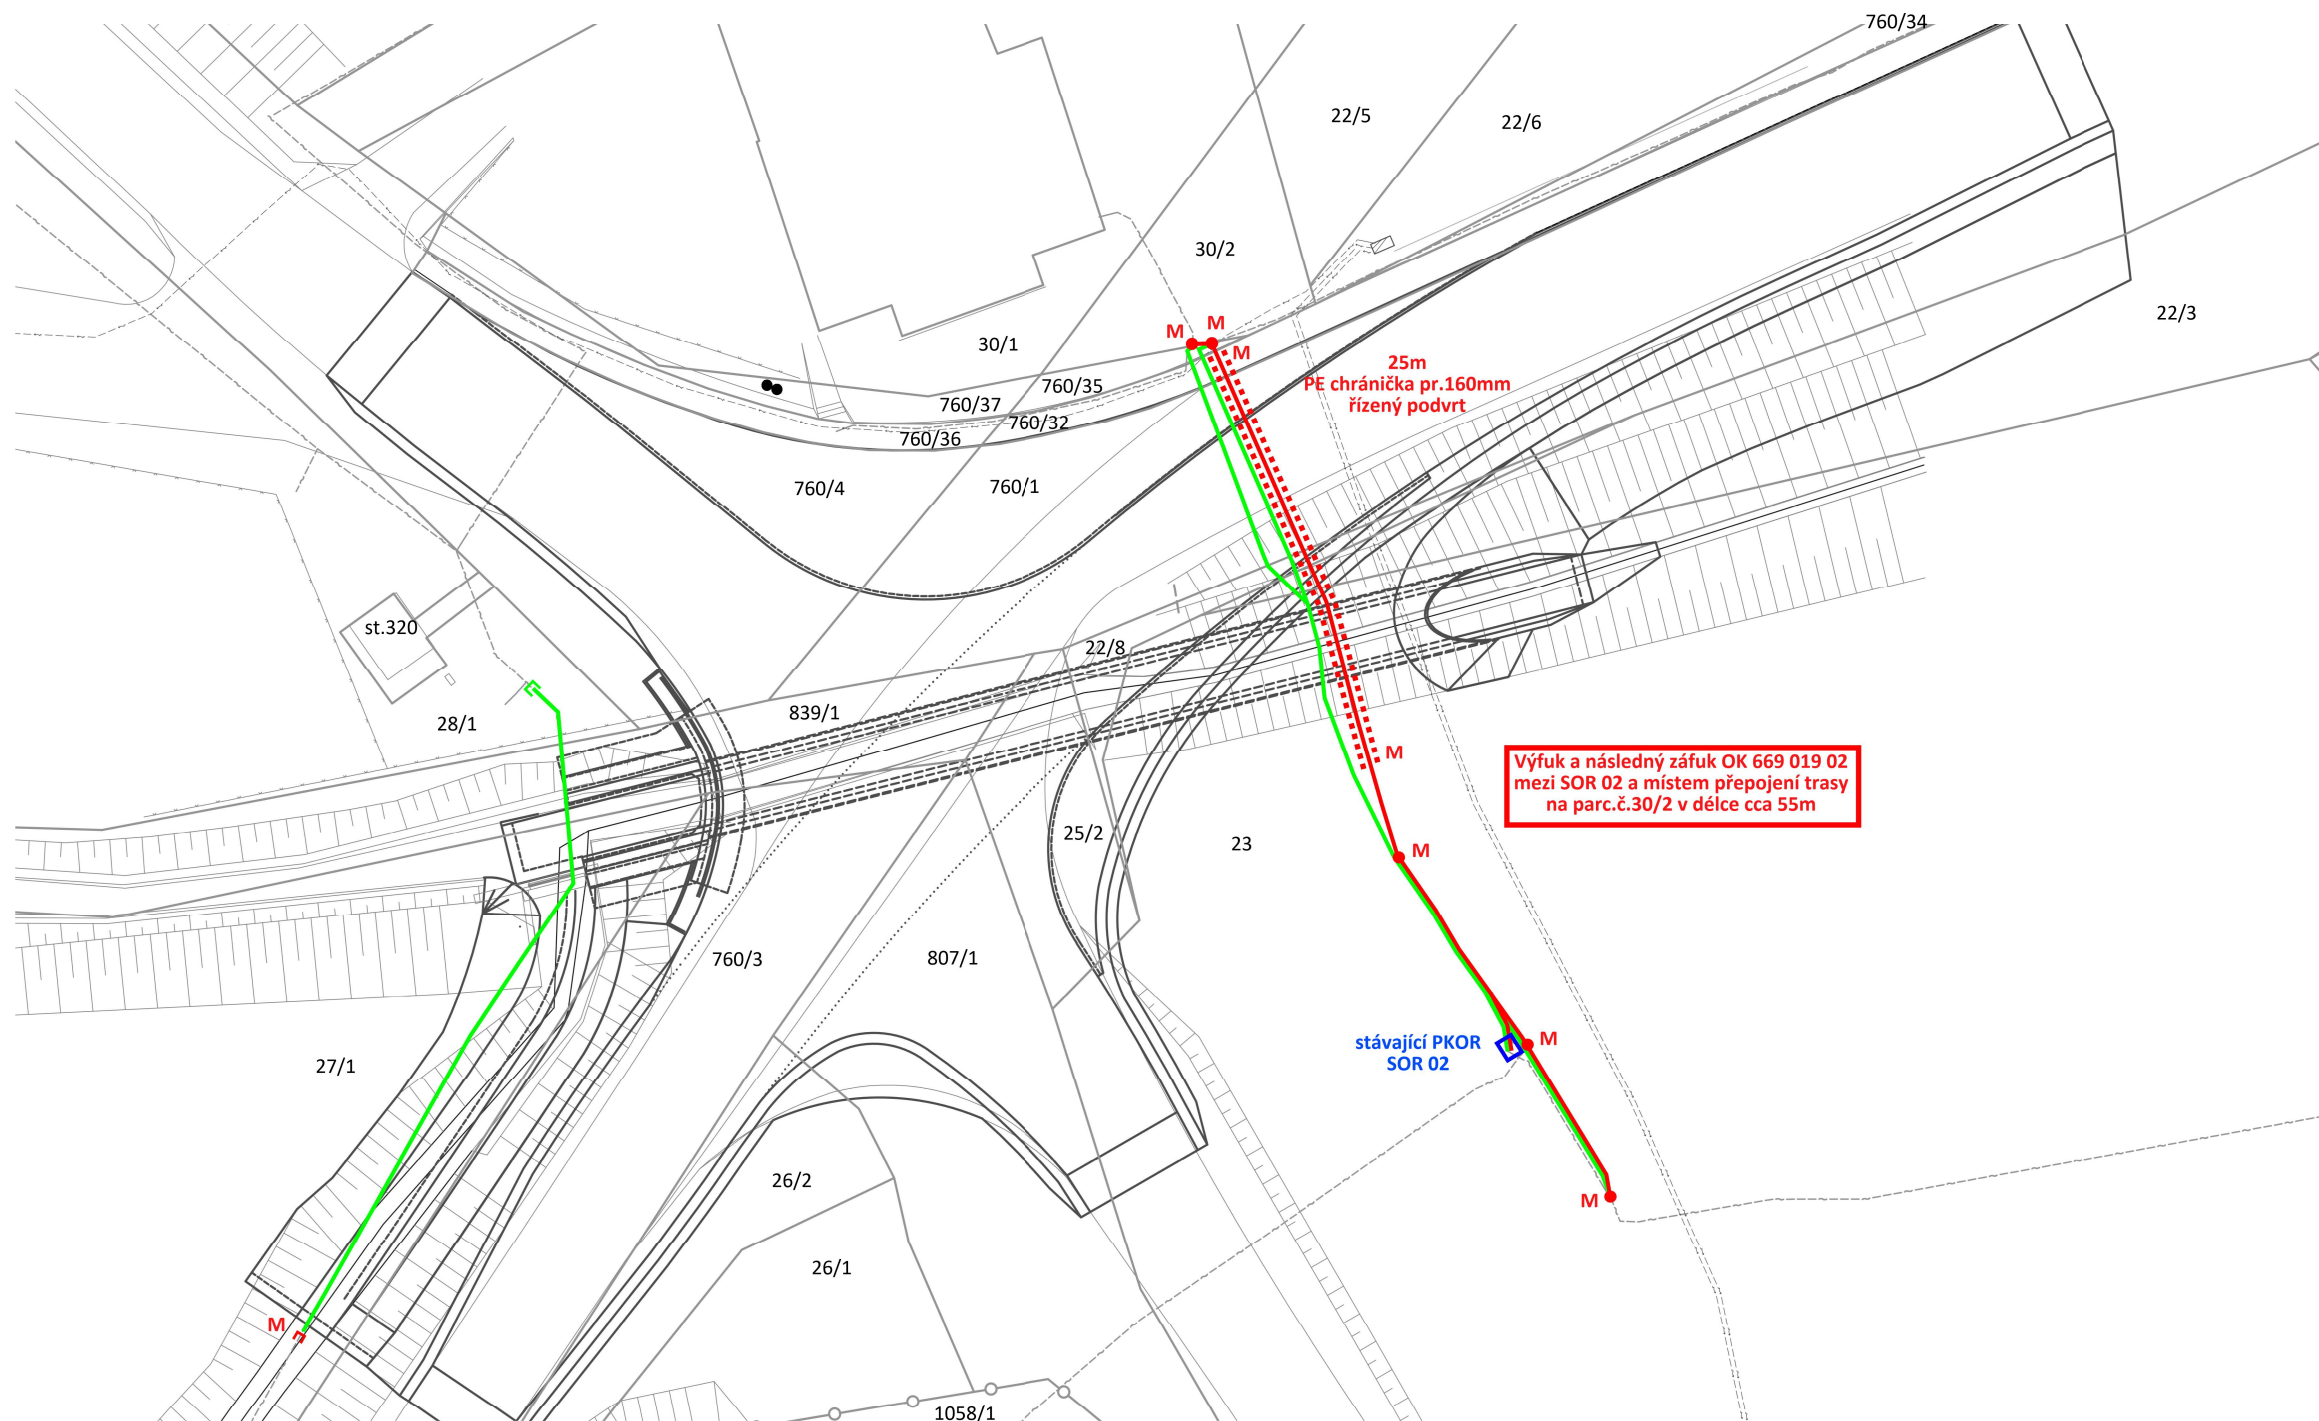 760/34
22/5
22/6
30/2
22/3
M
M
M
30/1
25m
PE chránička pr.160mm
řízený podvrt
760/35
760/37
760/32
760/36
760/4
760/1
st.320
22/8
839/1
28/1
M
Výfuk a následný záfuk OK 669 019 02
mezi SOR 02 a místem přepojení trasy
na parc.č.30/2 v délce cca 55m
25/2
23
M
760/3
807/1
stávající PKOR
SOR 02
M
27/1
26/2
M
26/1
M
1058/1